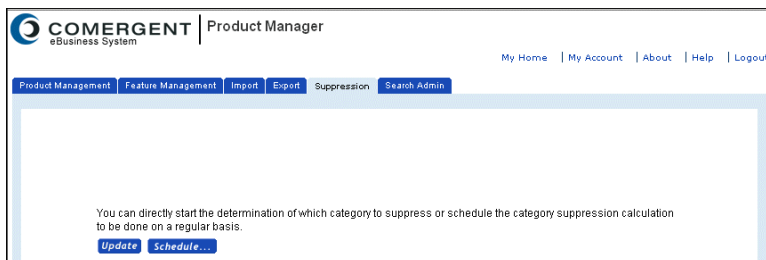 COMERGENT Product Manager
eBusiness System
My Home | My Account | About | Help | Logout
Product Management Feature Management Import Export Suppression Search Admin
You can directly start the determination of which category to suppress or schedule the category suppression calculation
to be done on a regular basis.
Update Schedule...